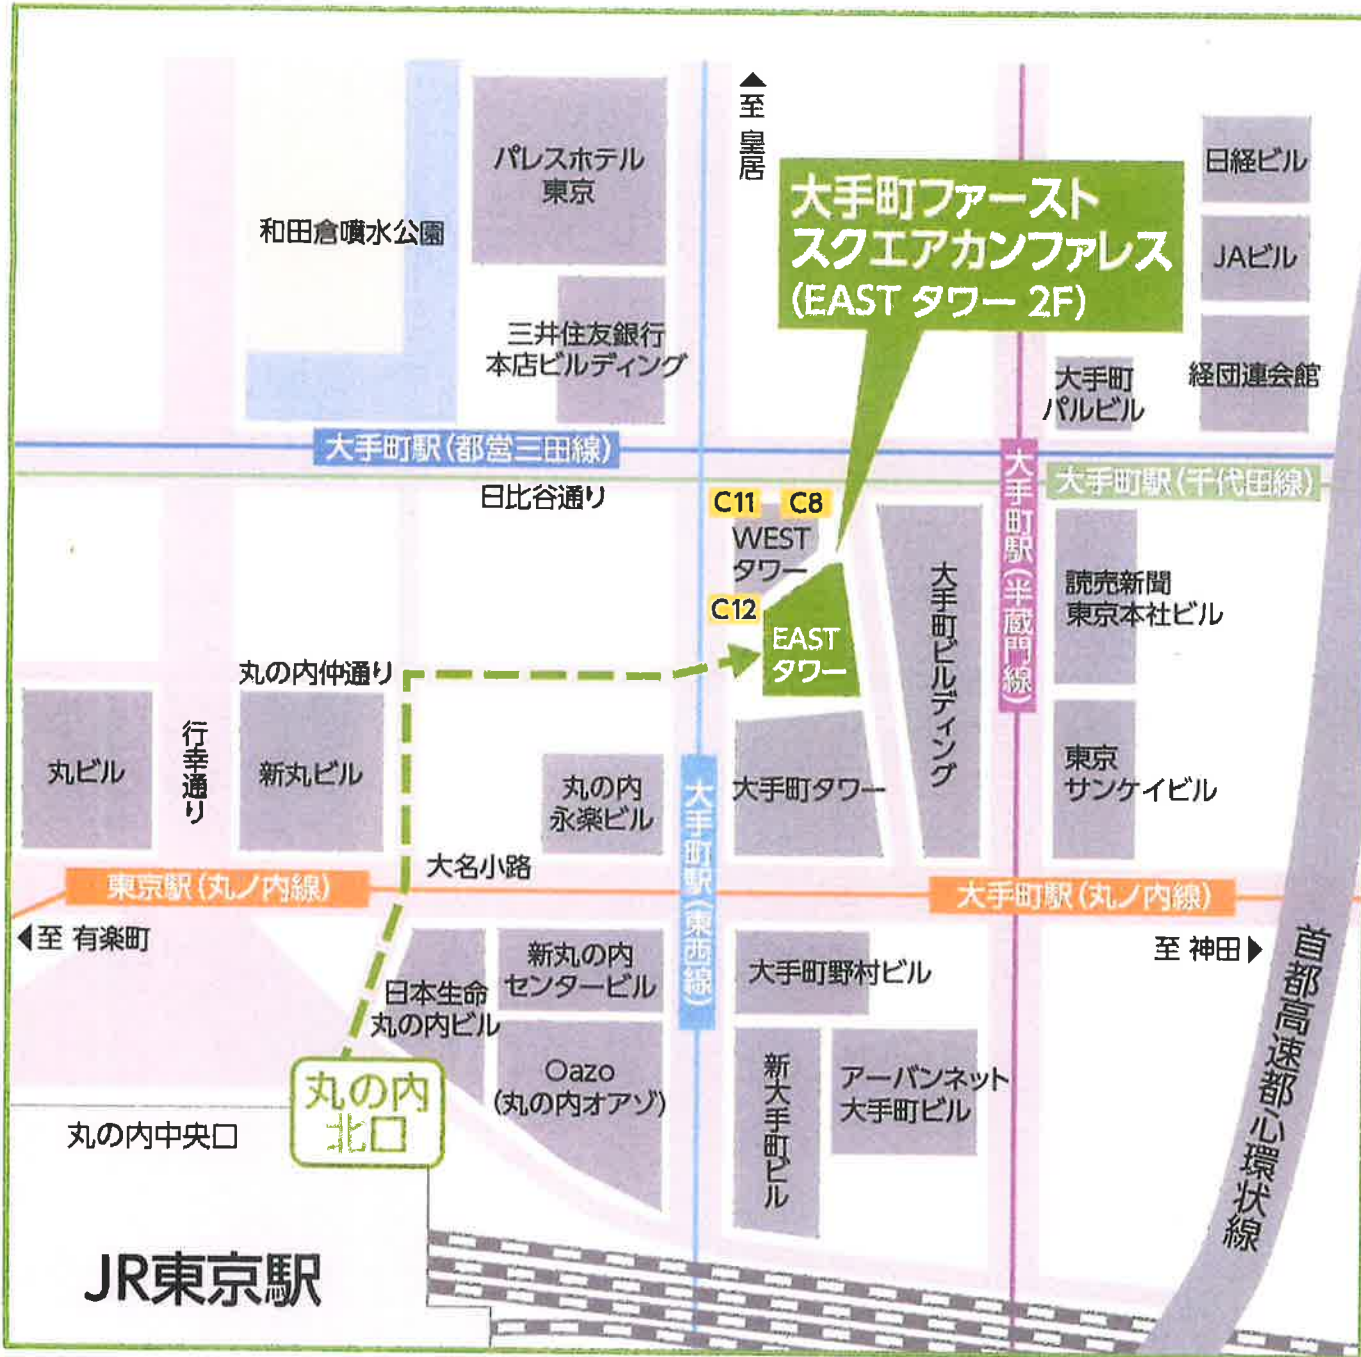 ▲至 皇居
パレスホテル
東京
和田倉噴水公園
三井住友銀行
本店ビルディング
大手町ファースト
スクエアカンファレス
(EAST タワー 2F)
日経ビル
JAビル
経団連会館
大手町
パルビル
大手町駅(都営三田線)
大手町駅(千代田線)
日比谷通り
C11
C8
WEST
タワー
C12
EAST
タワー
大手町ビルディング
大手町駅(半蔵門線)
読売新聞
東京本社ビル
丸の内仲通り
丸ビル
行幸通り
新丸ビル
丸の内
永楽ビル
大手町駅(東西線)
大手町タワー
東京
サンケイビル
大名小路
東京駅(丸ノ内線)
大手町駅(丸ノ内線)
◀至 有楽町
至 神田▶
日本生命
丸の内ビル
新丸の内
センタービル
大手町野村ビル
Oazo
(丸の内オアゾ)
新大手町ビル
アーバンネット
大手町ビル
首都高速都心環状線
丸の内
北口
丸の内中央口
JR東京駅